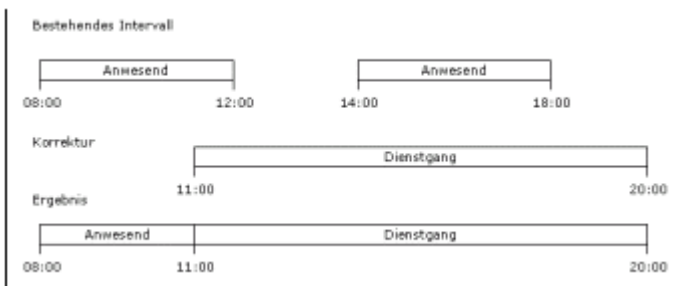 Bestehendes Intervall
Anwesend Anwesend
08:00 12:00 14:00 18:00
Korrektur
Dienstgang
11:00 20:00
Ergebnis
Anwesend Dienstgang
08:00 11:00 20:00